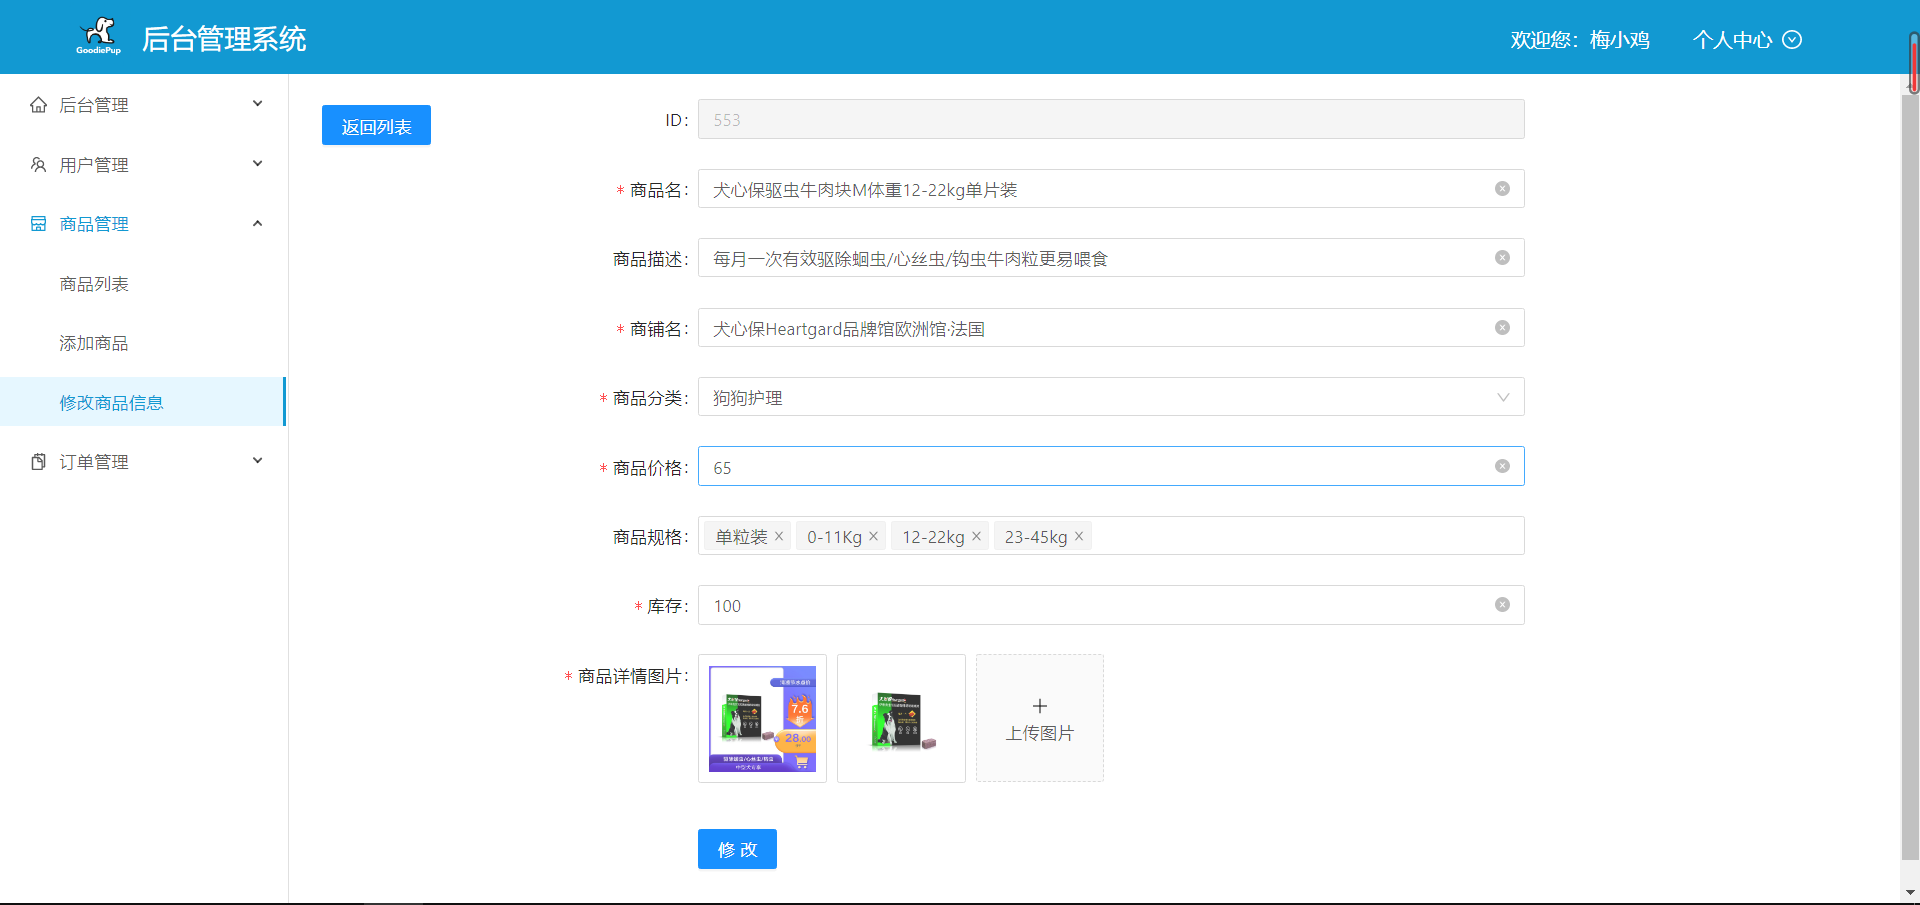 GoodiePup
后台管理系统
欢迎您：梅小鸡
个人中心
后台管理
用户管理
商品管理
商品列表
添加商品
修改商品信息
订单管理
返回列表
ID：
553
* 商品名：
犬心保驱虫牛肉块M体重12-22kg单片装
商品描述：
每月一次有效驱除蛔虫/心丝虫/钩虫牛肉粒更易喂食
* 商铺名：
犬心保Heartgard品牌馆欧洲馆·法国
* 商品分类：
狗狗护理
* 商品价格：
65
商品规格：
单粒装 0-11Kg 12-22kg 23-45kg
* 库存：
100
* 商品详情图片：
7.6
折
28.00
上传图片
修 改